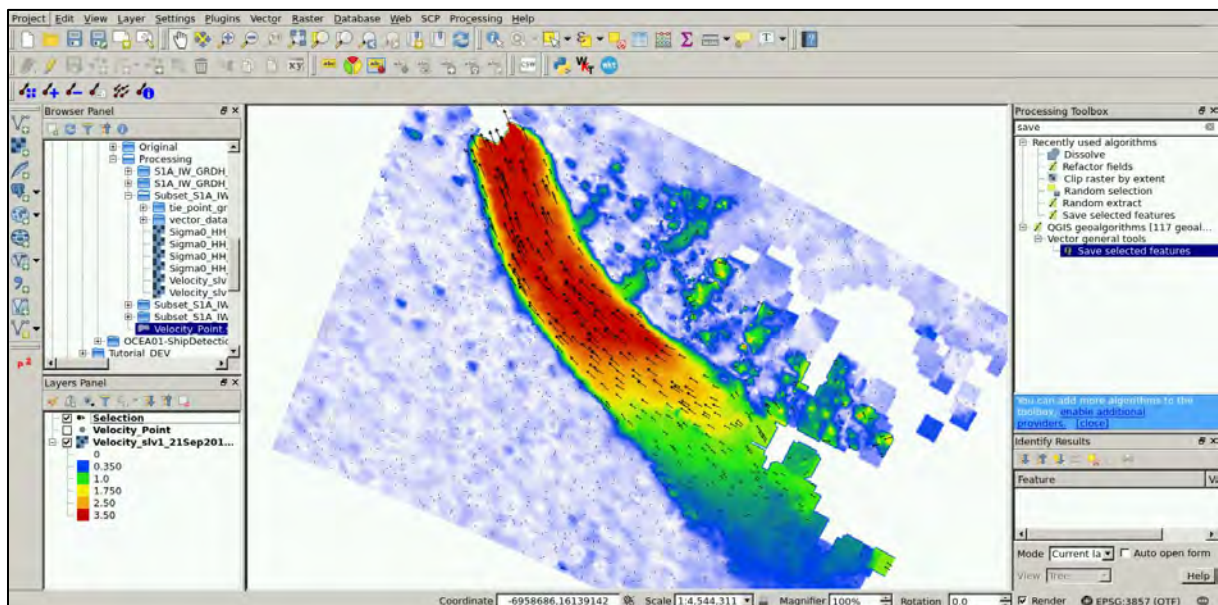 Project Edit View Layer Settings Plugins Vector Raster Database Web SCP Processing Help
Browser Panel
Original
Processing
S1A_IW_GRDH_
S1A_IW_GRDH_
Subset_S1A_IW
tie_point_gr
vector_data
Sigma0_HH_
Sigma0_HH_
Sigma0_HH_
Sigma0_HH_
Velocity_slv
Velocity_slv
Subset_S1A_IW
Subset_S1A_IW
Velocity_Point.
OCEA01-ShipDetectio
Tutorial_DEV
Layers Panel
Selection
Velocity_Point
Velocity_slv1_21Sep201...
0
0.350
1.0
1.750
2.50
3.50
Processing Toolbox
save
Recently used algorithms
Dissolve
Refactor fields
Clip raster by extent
Random selection
Random extract
Save selected features
QGIS geoalgorithms [117 geoal...
Vector general tools
Save selected features
You can add more algorithms to the
toolbox, enable additional
providers. [close]
Identify Results
Feature Va
Mode Current la Auto open form
View Tree Help
Coordinate -6958686,16139142 Scale 1:4.544.311 Magnifier 100% Rotation 0.0 Render EPSG:3857 (OTF)